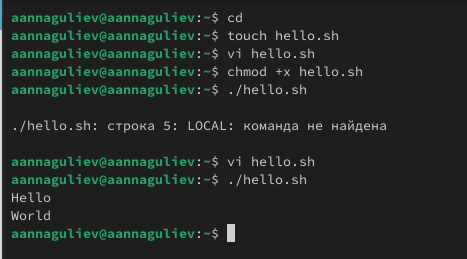 aannaguliev@aannaguliev:~$ cd
aannaguliev@aannaguliev:~$ touch hello.sh
aannaguliev@aannaguliev:~$ vi hello.sh
aannaguliev@aannaguliev:~$ chmod +x hello.sh
aannaguliev@aannaguliev:~$ ./hello.sh
./hello.sh: строка 5: LOCAL: команда не найдена
aannaguliev@aannaguliev:~$ vi hello.sh
aannaguliev@aannaguliev:~$ ./hello.sh
Hello
World
aannaguliev@aannaguliev:~$